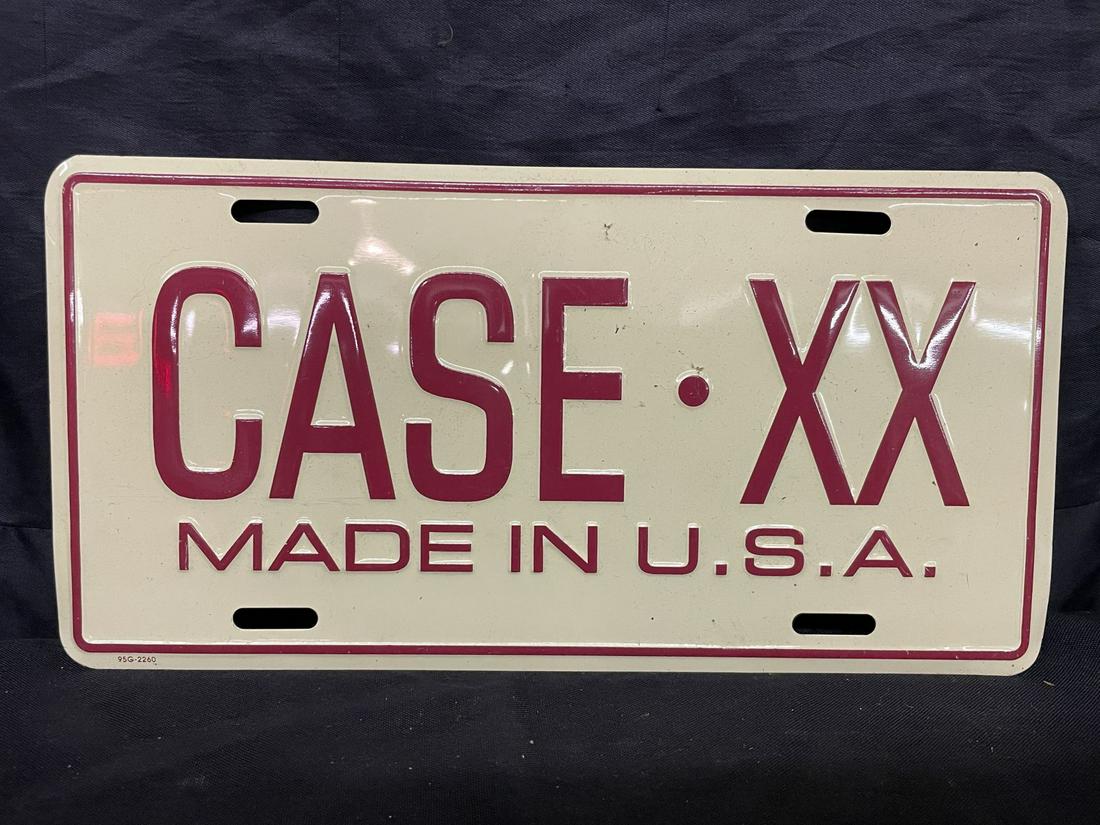 CASE • XX
MADE IN U.S.A.
95G-2260